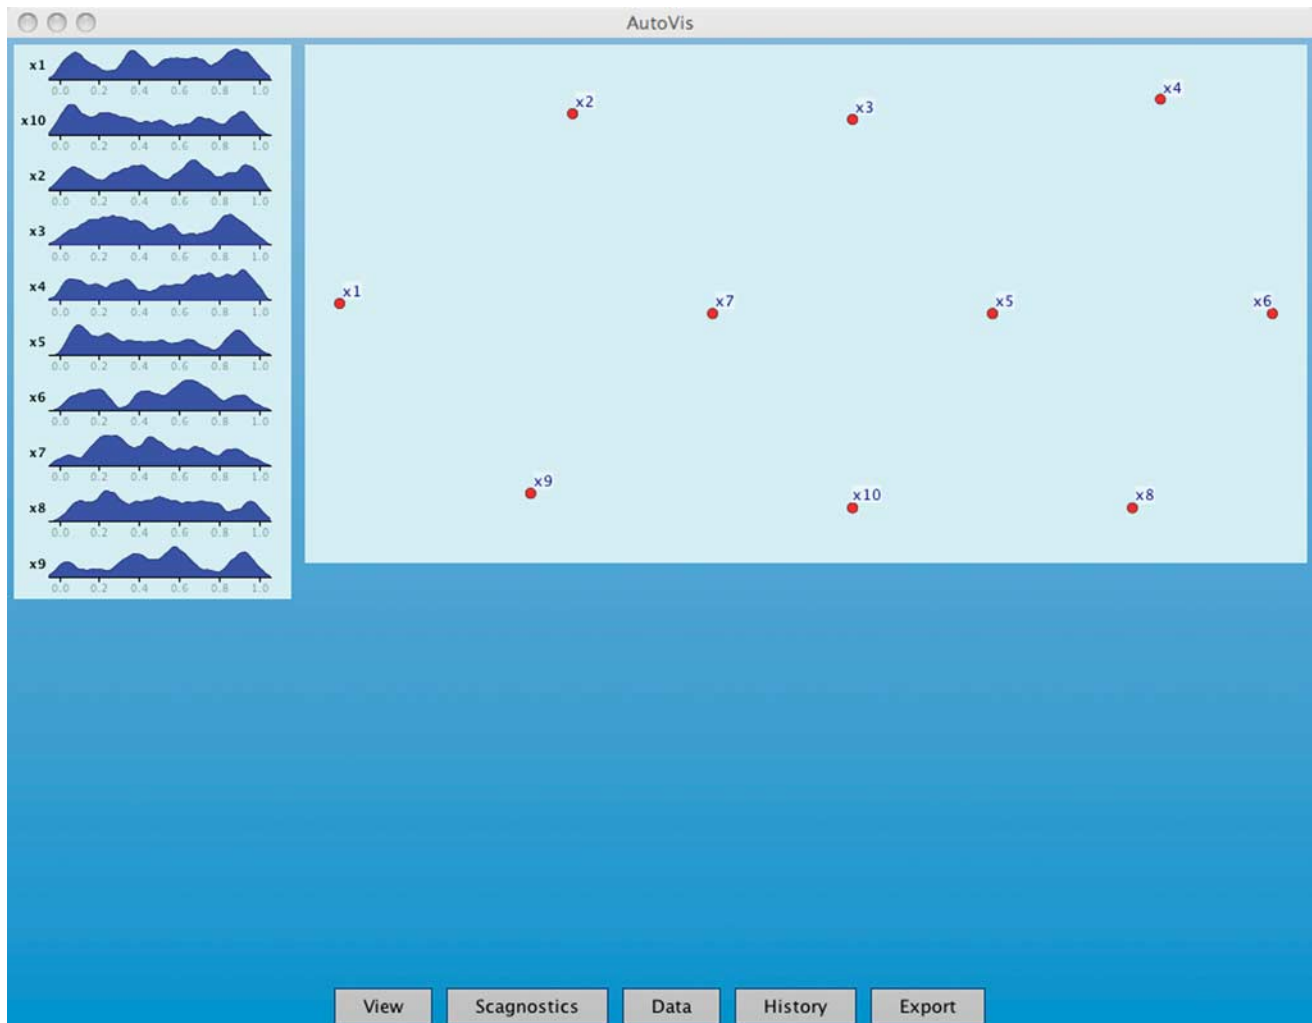 AutoVis
x1
0.0 0.2 0.4 0.6 0.8 1.0
x10
0.0 0.2 0.4 0.6 0.8 1.0
x2
0.0 0.2 0.4 0.6 0.8 1.0
x3
0.0 0.2 0.4 0.6 0.8 1.0
x4
0.0 0.2 0.4 0.6 0.8 1.0
x5
0.0 0.2 0.4 0.6 0.8 1.0
x6
0.0 0.2 0.4 0.6 0.8 1.0
x7
0.0 0.2 0.4 0.6 0.8 1.0
x8
0.0 0.2 0.4 0.6 0.8 1.0
x9
0.0 0.2 0.4 0.6 0.8 1.0
x2 x3 x4
x1 x7 x5 x6
x9 x10 x8
View Scagnostics Data History Export